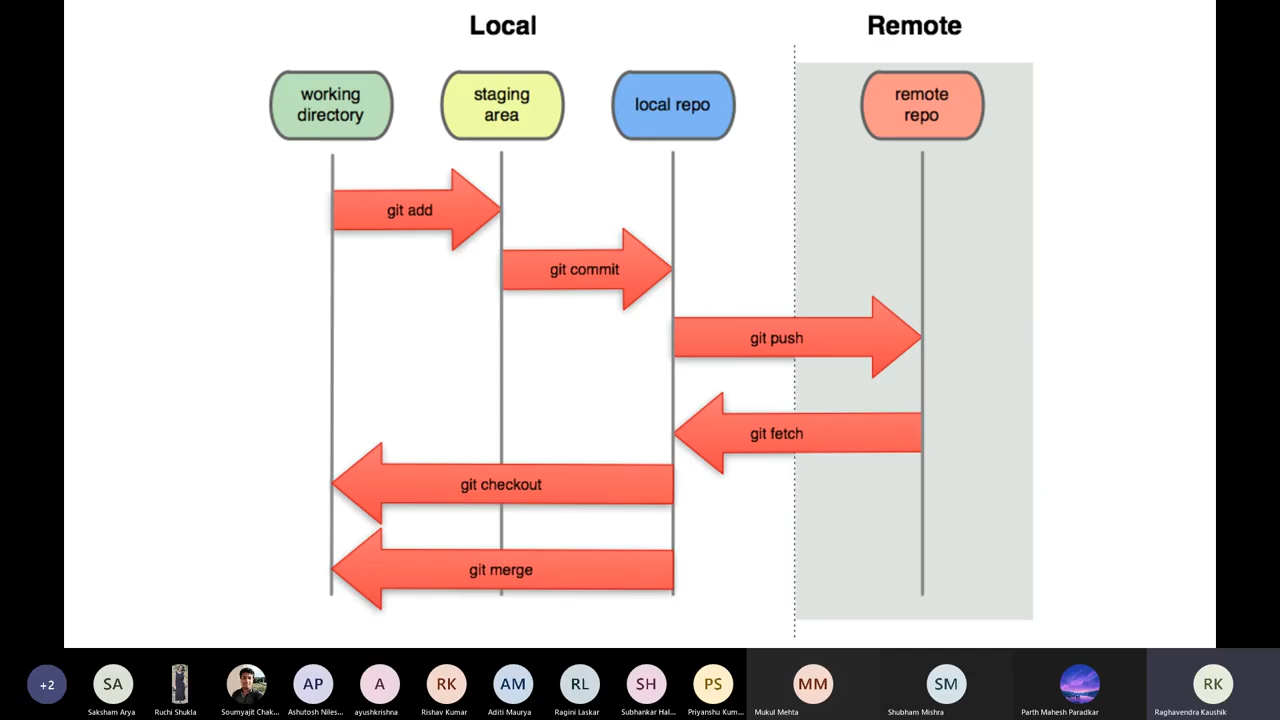 Local
Remote
working
directory
staging
area
local repo
remote
repo
git add
git commit
git push
git fetch
git checkout
git merge
+2
SA
AP
A
RK
AM
RL
SH
PS
MM
SM
RK
Saksham Arya
Ruchi Shukla
Soumyajit Chak...
Ashutosh Niles...
ayushkrishna
Rishav Kumar
Aditi Maurya
Ragini Laskar
Subhankar Hal...
Priyanshu Kum...
Mukul Mehta
Shubham Mishra
Parth Mahesh Paradkar
Raghavendra Kaushik